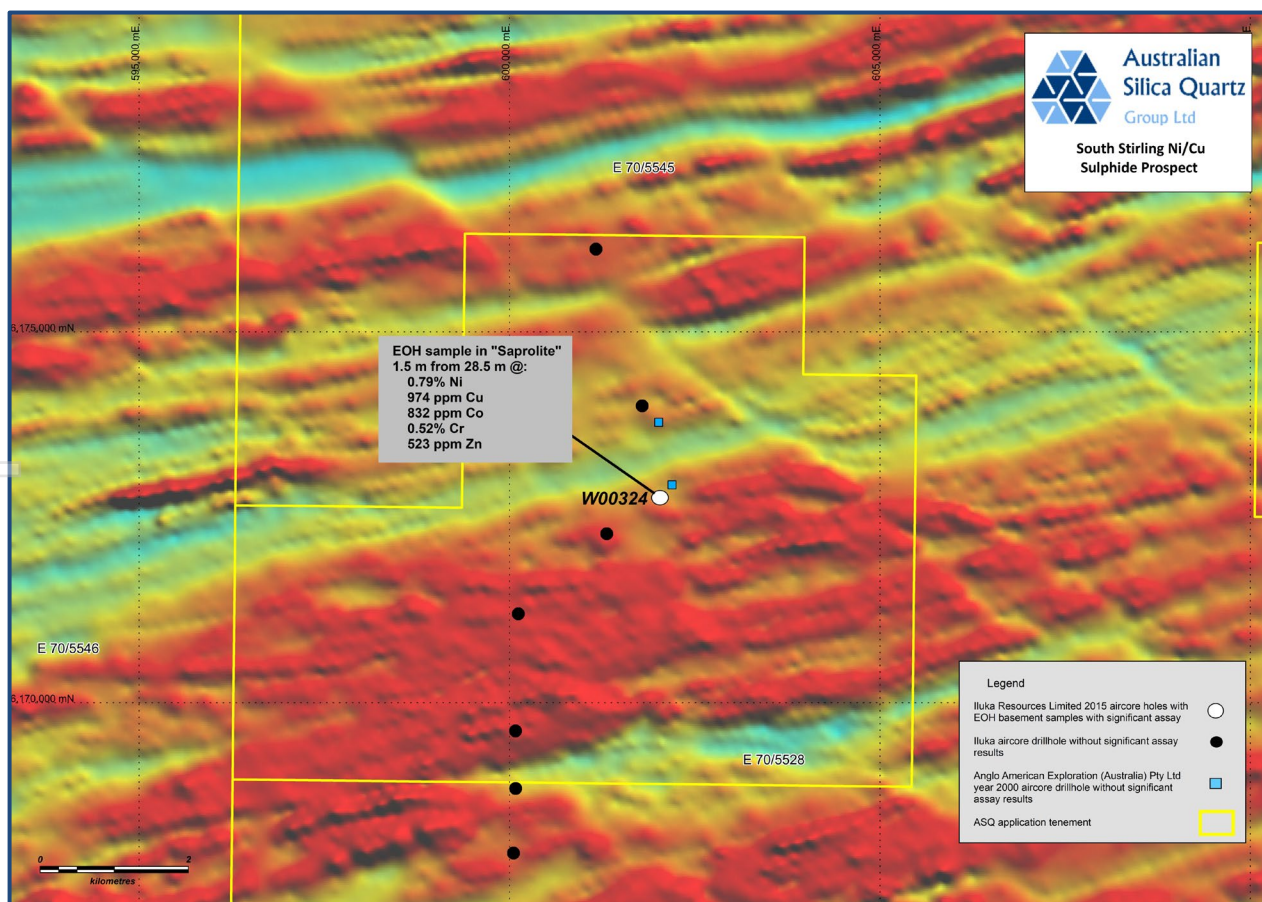 595,000 mE.
600,000 mE.
605,000 mE.
Australian
Silica Quartz
Group Ltd
South Stirling Ni/Cu
Sulphide Prospect
E 70/5545
6,175,000 mN
EOH sample in "Saprolite"
1.5 m from 28.5 m @:
0.79% Ni
974 ppm Cu
832 ppm Co
0.52% Cr
523 ppm Zn
W00324
E 70/5546
6,170,000 mN
E 70/5528
Legend
Iluka Resources Limited 2015 aircore holes with
EOH basement samples with significant assay
Iluka aircore drillhole without significant assay
results
Anglo American Exploration (Australia) Pty Ltd
year 2000 aircore drillhole without significant
assay results
ASQ application tenement
0 2
kilometres